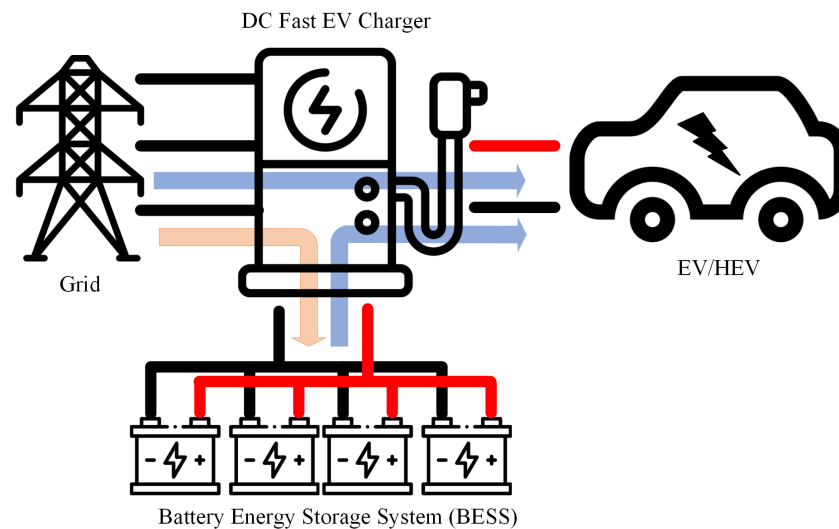 DC Fast EV Charger
Grid
EV/HEV
- +
- +
- +
- +
Battery Energy Storage System (BESS)